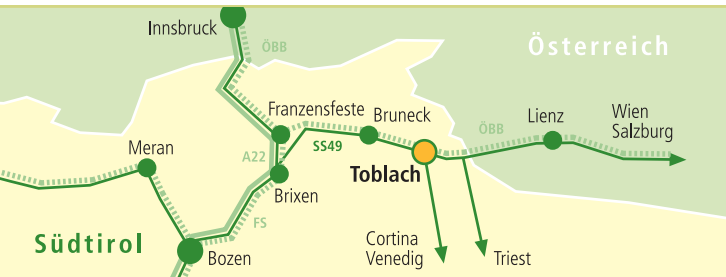 Innsbruck
ÖBB
Österreich
Franzensfeste
Bruneck
Lienz
Wien
Salzburg
ÖBB
Meran
A22
SS49
Toblach
Brixen
FS
Südtirol
Bozen
Cortina
Venedig
Triest